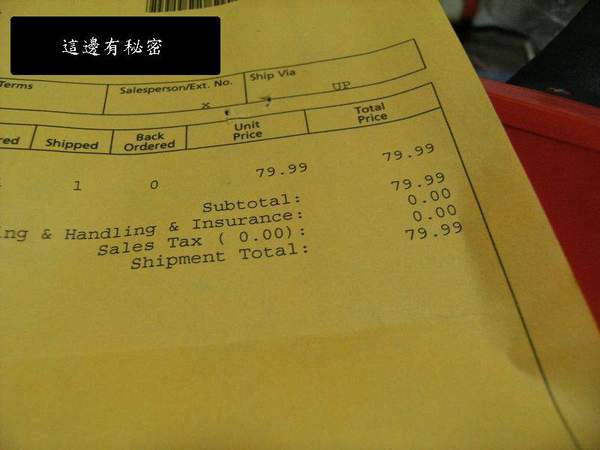 這邊有秘密
Terms Salesperson/Ext. No. Ship Via
x UP
Shipped Back Ordered Unit Price Total Price
1 0 79.99 79.99
Subtotal: 79.99
& Handling & Insurance: 0.00
Sales Tax ( 0.00): 0.00
Shipment Total: 79.99